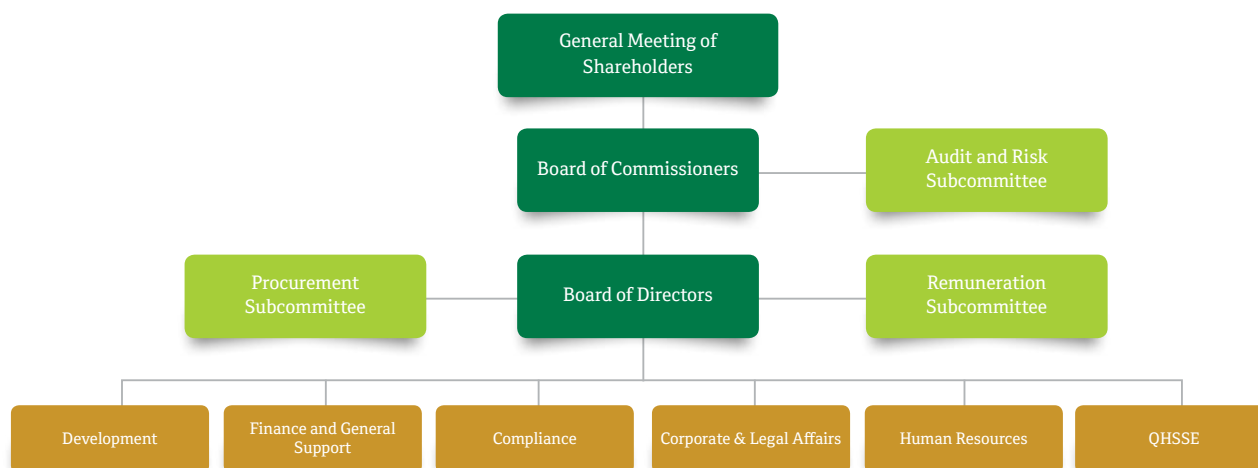 General Meeting of
Shareholders
Board of Commissioners
Audit and Risk
Subcommittee
Procurement
Subcommittee
Board of Directors
Remuneration
Subcommittee
Development
Finance and General
Support
Compliance
Corporate & Legal Affairs
Human Resources
QHSSE